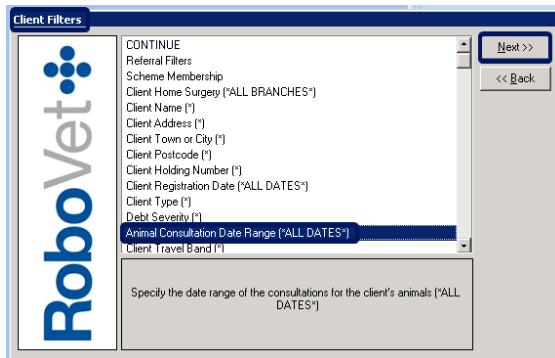 Client Filters
RoboVet
CONTINUE
Referral Filters
Scheme Membership
Client Home Surgery (*ALL BRANCHES*)
Client Name (*)
Client Address (*)
Client Town or City (*)
Client Postcode (*)
Client Holding Number (*)
Client Registration Date (*ALL DATES*)
Client Type (*)
Debt Severity (*)
Animal Consultation Date Range (*ALL DATES*)
Client Travel Band (*)
Specify the date range of the consultations for the client's animals (*ALL
DATES*)
Next >>
<< Back